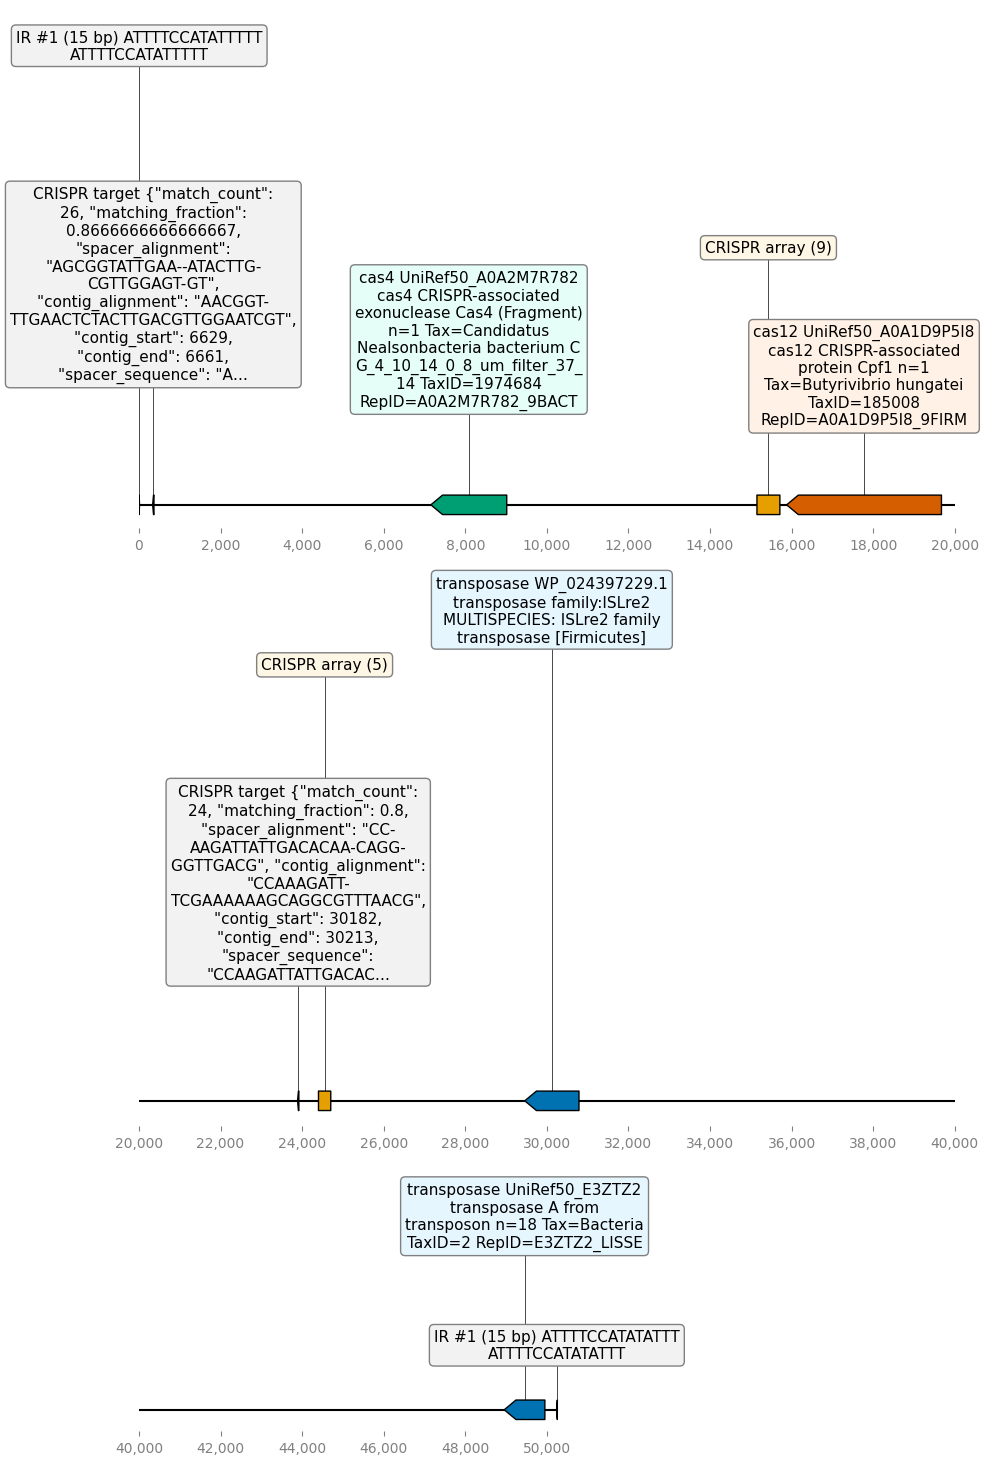 IR #1 (15 bp) ATTTTCCATATTTTT
ATTTTCCATATTTTT
CRISPR target {"match_count":
26, "matching_fraction":
0.8666666666666667,
"spacer_alignment":
"AGCGGTATTGAA--ATACTTG-
CGTTGGAGT-GT",
"contig_alignment": "AACGGT-
TTGAACTCTACTTGACGTTGGAATCGT",
"contig_start": 6629,
"contig_end": 6661,
"spacer_sequence": "A...
cas4 UniRef50_A0A2M7R782
cas4 CRISPR-associated
exonuclease Cas4 (Fragment)
n=1 Tax=Candidatus
Nealsonbacteria bacterium C
G_4_10_14_0_8_um_filter_37_
14 TaxID=1974684
RepID=A0A2M7R782_9BACT
CRISPR array (9)
cas12 UniRef50_A0A1D9P5I8
cas12 CRISPR-associated
protein Cpf1 n=1
Tax=Butyrivibrio hungatei
TaxID=185008
RepID=A0A1D9P5I8_9FIRM
0 2,000 4,000 6,000 8,000 10,000 12,000 14,000 16,000 18,000 20,000
transposase WP_024397229.1
transposase family:ISLre2
MULTISPECIES: ISLre2 family
transposase [Firmicutes]
CRISPR array (5)
CRISPR target {"match_count":
24, "matching_fraction": 0.8,
"spacer_alignment": "CC-
AAGATTATTGACACAA-CAGG-
GGTTGACG", "contig_alignment":
"CCAAAGATT-
TCGAAAAAAGCAGGCGTTTAACG",
"contig_start": 30182,
"contig_end": 30213,
"spacer_sequence":
"CCAAGATTATTGACAC...
20,000 22,000 24,000 26,000 28,000 30,000 32,000 34,000 36,000 38,000 40,000
transposase UniRef50_E3ZTZ2
transposase A from
transposon n=18 Tax=Bacteria
TaxID=2 RepID=E3ZTZ2_LISSE
IR #1 (15 bp) ATTTTCCATATATTT
ATTTTCCATATATTT
40,000 42,000 44,000 46,000 48,000 50,000